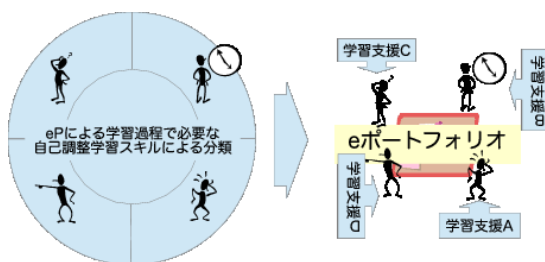 ePによる学習過程で必要な
自己調整学習スキルによる分類
学習支援C
学習支援B
eポートフォリオ
学習支援D
学習支援A